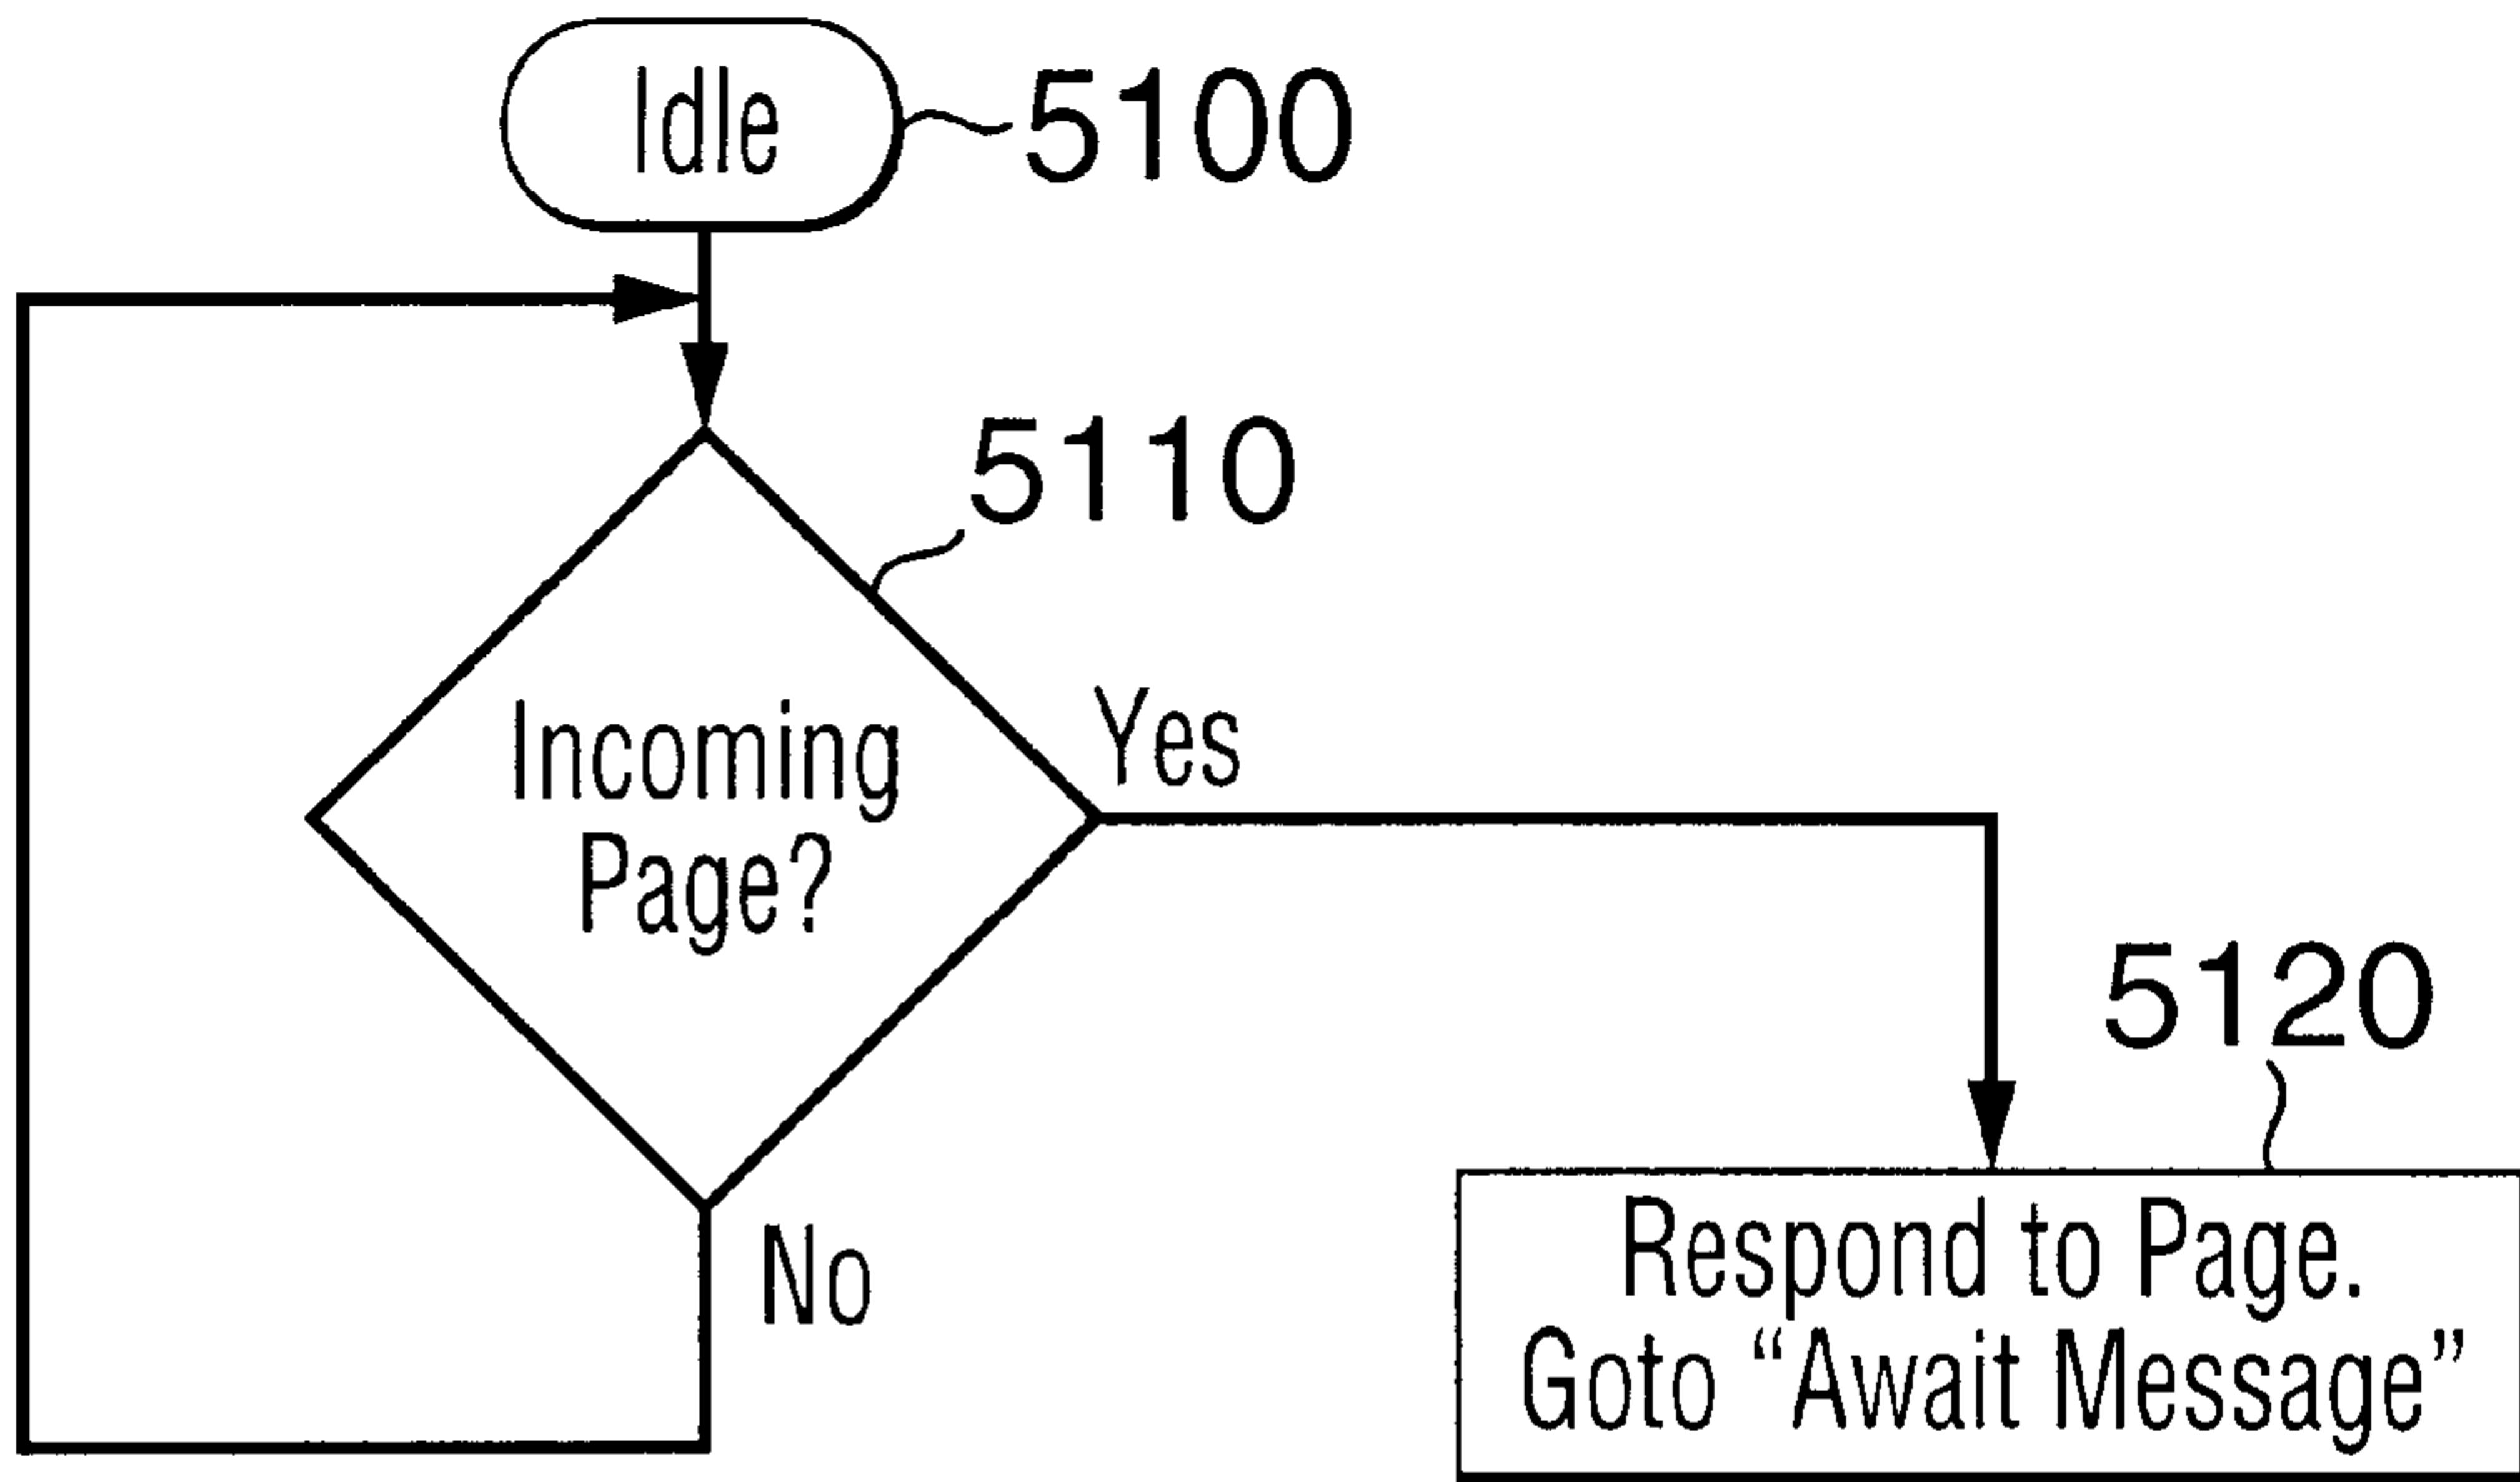 Idle
5100
5110
Incoming
Page?
Yes
No
5120
Respond to Page.
Goto “Await Message”